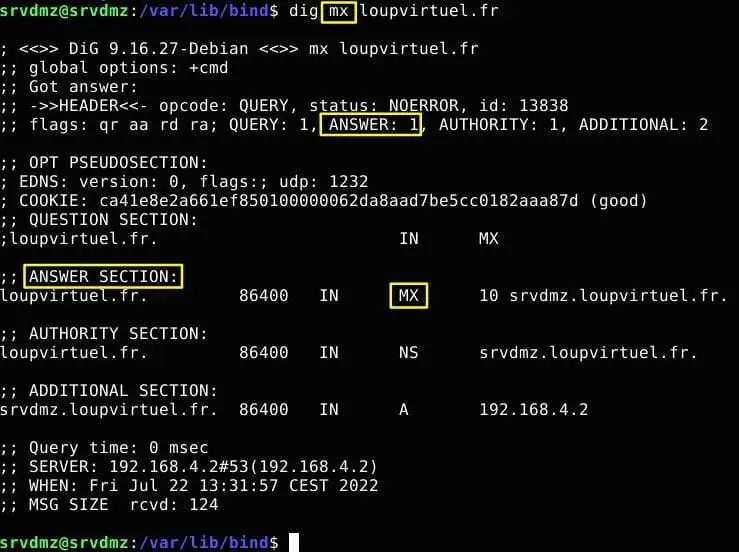 srvdmz@srvdmz:/var/lib/bind$ dig mx loupvirtuel.fr
; <<>> DiG 9.16.27-Debian <<>> mx loupvirtuel.fr
;; global options: +cmd
;; Got answer:
;; ->>HEADER<<- opcode: QUERY, status: NOERROR, id: 13838
;; flags: qr aa rd ra; QUERY: 1, ANSWER: 1, AUTHORITY: 1, ADDITIONAL: 2
;; OPT PSEUDOSECTION:
; EDNS: version: 0, flags:; udp: 1232
; COOKIE: ca41e8e2a661ef850100000062da8aad7be5cc0182aaa87d (good)
;; QUESTION SECTION:
;loupvirtuel.fr. IN MX
;; ANSWER SECTION:
loupvirtuel.fr. 86400 IN MX 10 srvdmz.loupvirtuel.fr.
;; AUTHORITY SECTION:
loupvirtuel.fr. 86400 IN NS srvdmz.loupvirtuel.fr.
;; ADDITIONAL SECTION:
srvdmz.loupvirtuel.fr. 86400 IN A 192.168.4.2
;; Query time: 0 msec
;; SERVER: 192.168.4.2#53(192.168.4.2)
;; WHEN: Fri Jul 22 13:31:57 CEST 2022
;; MSG SIZE rcvd: 124
srvdmz@srvdmz:/var/lib/bind$